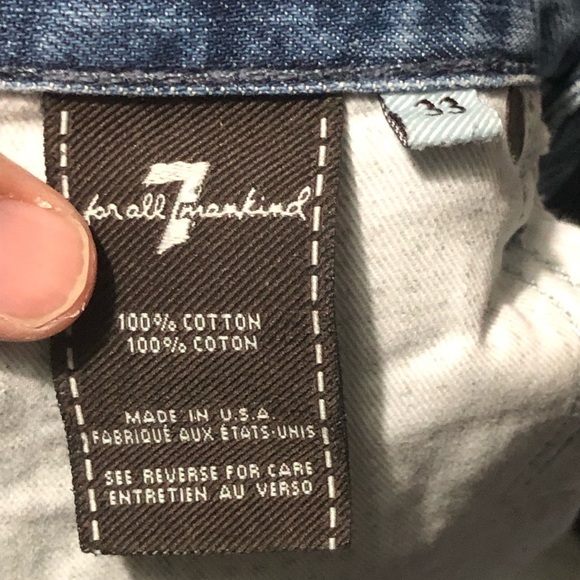 for all 7 mankind
33
100% COTTON
100% COTON
MADE IN U.S.A.
FABRIQUÉ AUX ÉTATS-UNIS
SEE REVERSE FOR CARE
ENTRETIEN AU VERSO